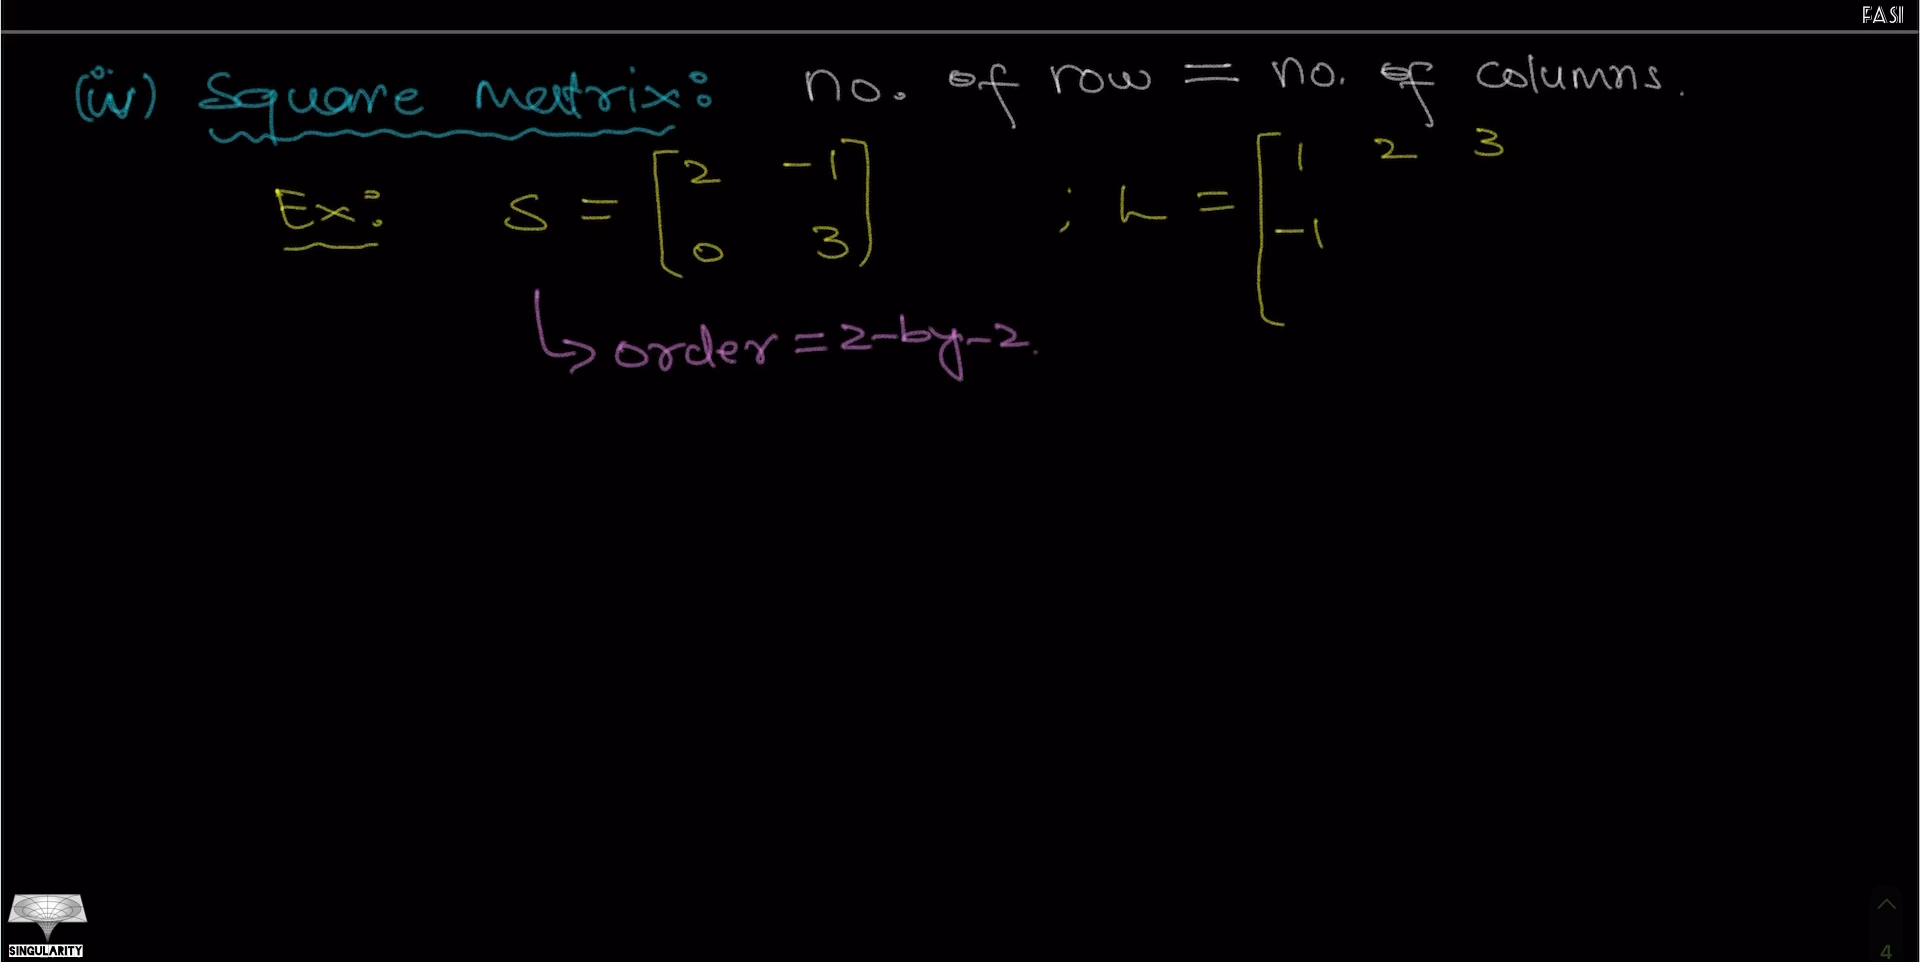 FASI
(iv) Square Matrix: no. of row = no. of columns.
Ex: S = [2 -1 ; L = [1 2 3
0 3] -1
↳ order = 2-by-2.
SINGULARITY
4